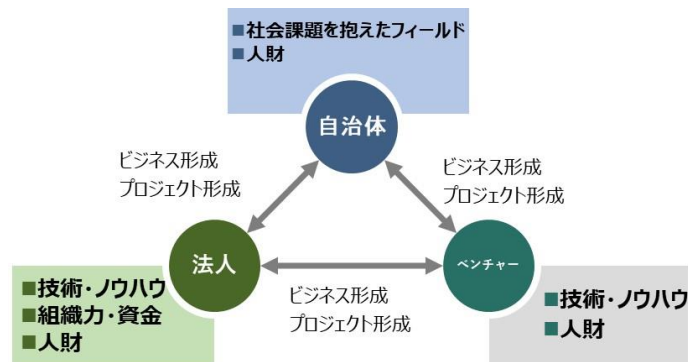 ■社会課題を抱えたフィールド
■人財
自治体
ビジネス形成
プロジェクト形成
ビジネス形成
プロジェクト形成
法人
ベンチャー
■技術・ノウハウ
■組織力・資金
■人財
ビジネス形成
プロジェクト形成
■技術・ノウハウ
■人財